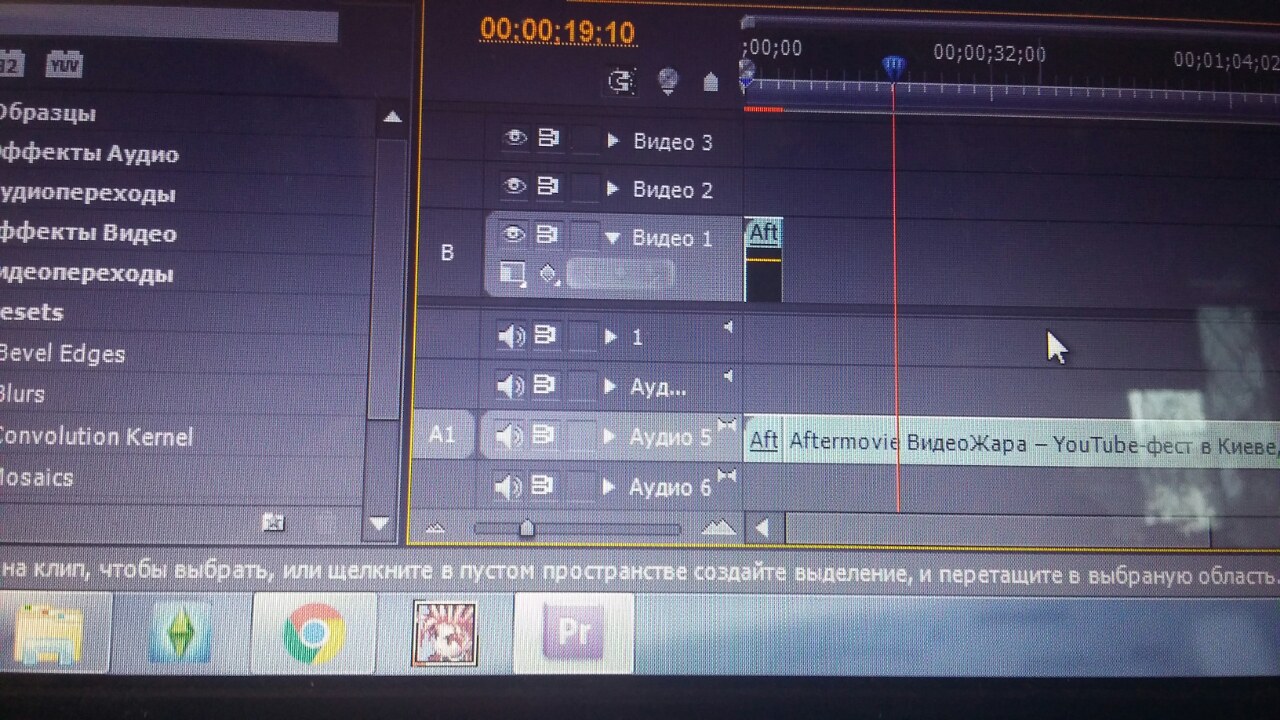 00;00;19;10
;00;00
00;00;32;00
00;01;04;02
32
YUV
Образцы
ффекты Аудио
удиопереходы
ффекты Видео
идеопереходы
esets
Bevel Edges
Blurs
Convolution Kernel
Mosaics
Видео 3
Видео 2
В
Видео 1
Aft
1
Ауд...
A1
Аудио 5
Aft
Aftermovie ВидеоЖара – YouTube-фест в Киеве,
Аудио 6
на клип, чтобы выбрать, или щелкните в пустом пространстве создайте выделение, и перетащите в выбраную область.
Pr